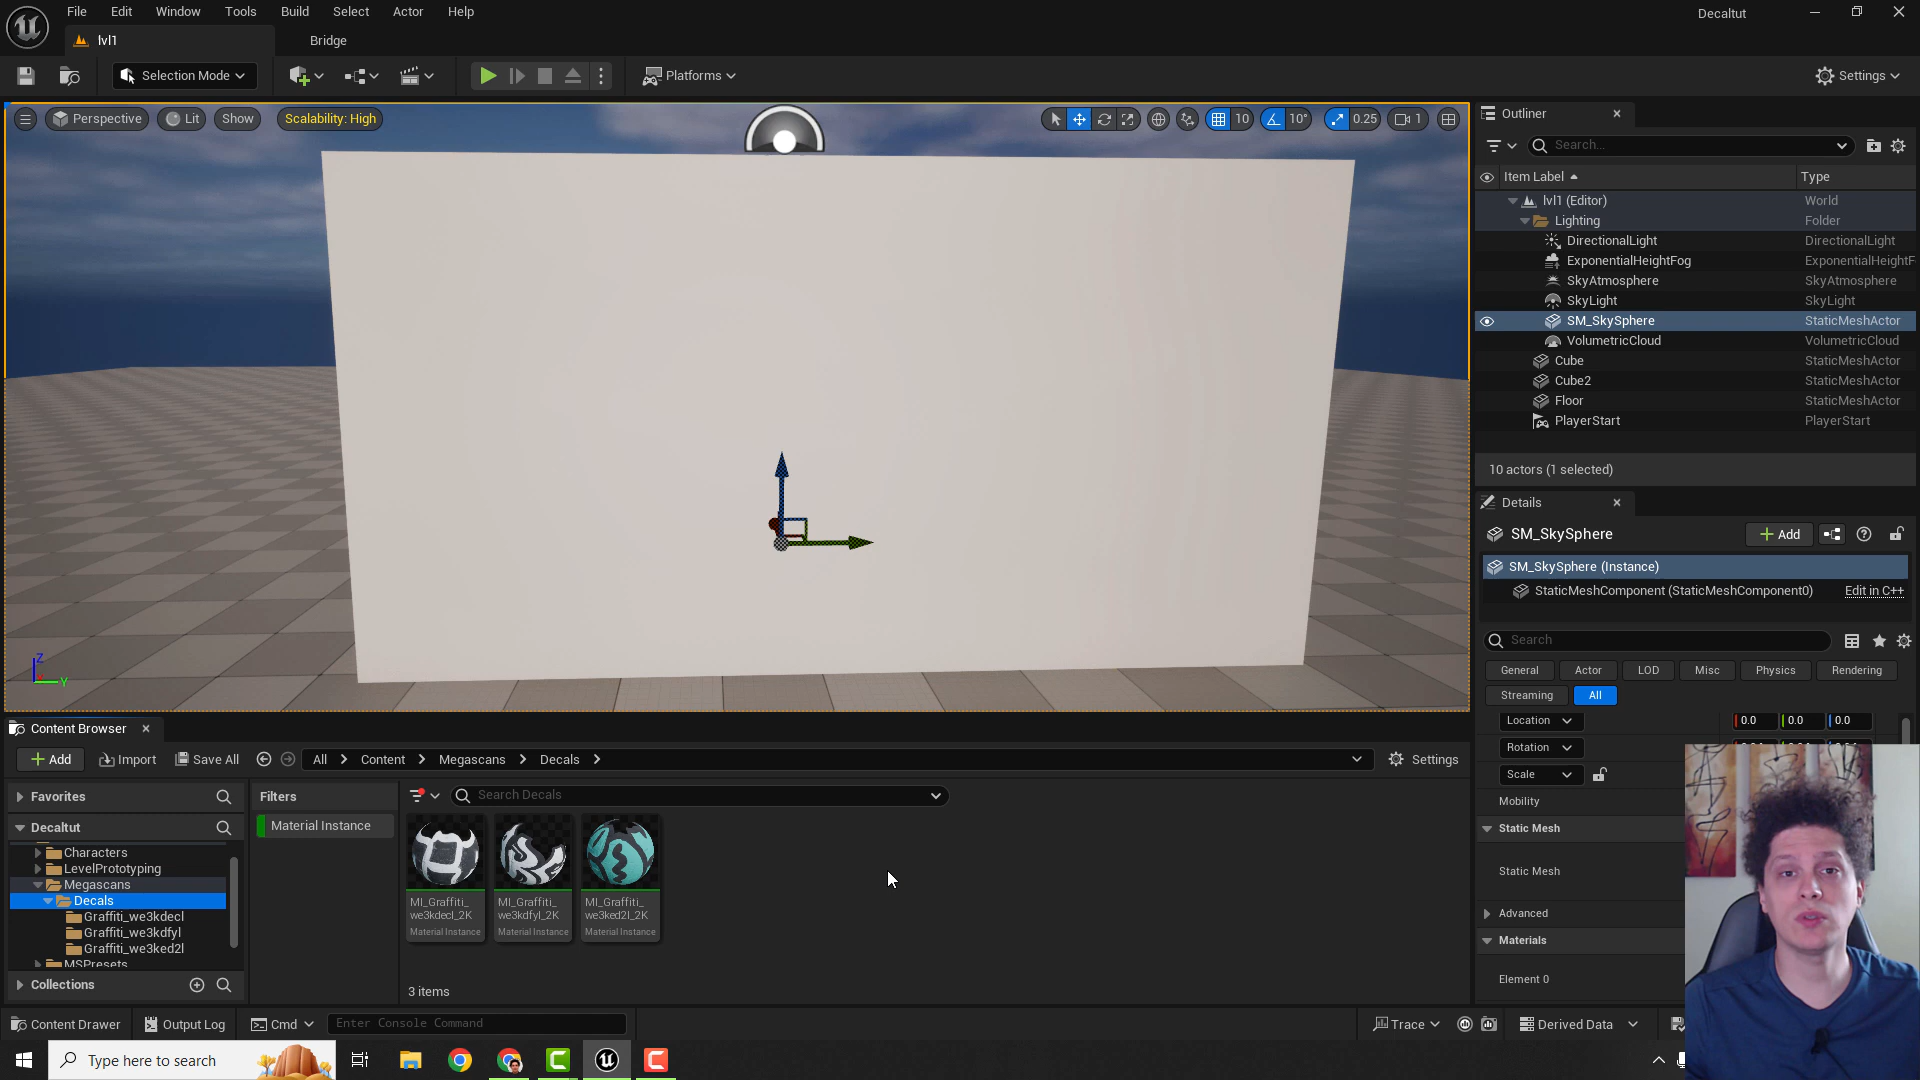 File Edit Window Tools Build Select Actor Help
Decaltut
lvl1
Bridge
Selection Mode
Platforms
Settings
Perspective Lit Show Scalability: High
10 10° 0.25 1
Outliner
Search...
Item Label Type
lvl1 (Editor) World
Lighting Folder
DirectionalLight DirectionalLight
ExponentialHeightFog ExponentialHeightF
SkyAtmosphere SkyAtmosphere
SkyLight SkyLight
SM_SkySphere StaticMeshActor
VolumetricCloud VolumetricCloud
Cube StaticMeshActor
Cube2 StaticMeshActor
Floor StaticMeshActor
PlayerStart PlayerStart
10 actors (1 selected)
Details
SM_SkySphere
Add
SM_SkySphere (Instance)
StaticMeshComponent (StaticMeshComponent0) Edit in C++
Search
General Actor LOD Misc Physics Rendering
Streaming All
Location 0.0 0.0 0.0
Rotation
Scale
Mobility
Static Mesh
Static Mesh
Advanced
Materials
Element 0
Z
Y
Content Browser
Add Import Save All All Content Megascans Decals Settings
Favorites
Decaltut
Characters
LevelPrototyping
Megascans
Decals
Graffiti_we3kdecl
Graffiti_we3kdfyl
Graffiti_we3ked2l
MSPresets
Collections
Filters
Material Instance
Search Decals
MI_Graffiti_
we3kdecl_2K
Material Instance
MI_Graffiti_
we3kdfyl_2K
Material Instance
MI_Graffiti_
we3ked2l_2K
Material Instance
3 items
Content Drawer Output Log Cmd Enter Console Command Trace Derived Data
Type here to search